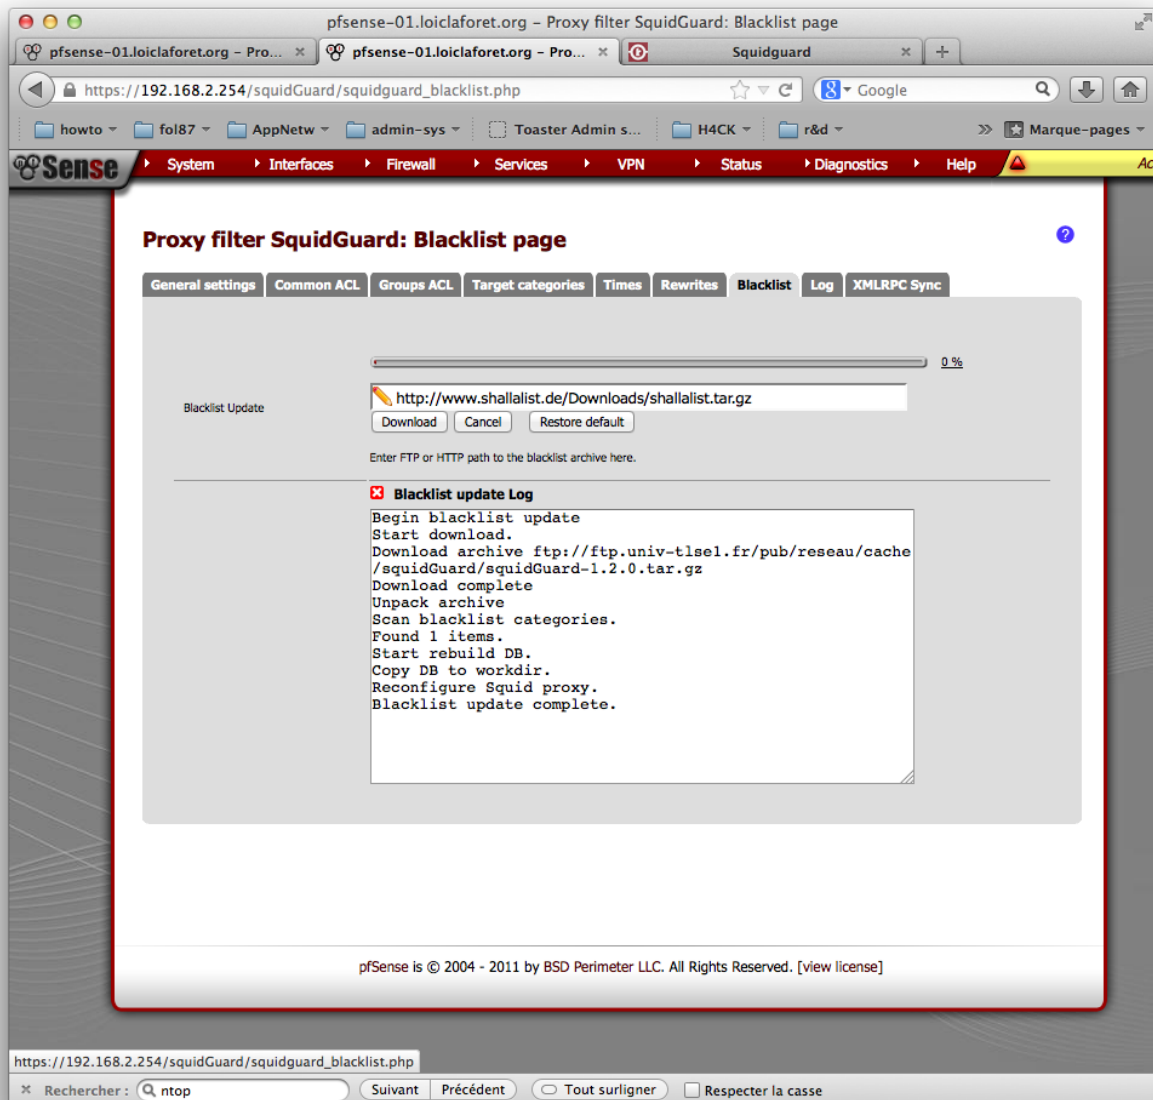 pfsense-01.loiclaforet.org – Proxy filter SquidGuard: Blacklist page
pfsense-01.loiclaforet.org – Pro... × pfsense-01.loiclaforet.org – Pro... × Squidguard × +
https://192.168.2.254/squidGuard/squidguard_blacklist.php Google
howto fol87 AppNetw admin-sys Toaster Admin s... H4CK r&d » Marque-pages
Sense System Interfaces Firewall Services VPN Status Diagnostics Help Ac
Proxy filter SquidGuard: Blacklist page ?
General settings Common ACL Groups ACL Target categories Times Rewrites Blacklist Log XMLRPC Sync
0 %
Blacklist Update
http://www.shallalist.de/Downloads/shallalist.tar.gz
Download Cancel Restore default
Enter FTP or HTTP path to the blacklist archive here.
Blacklist update Log
Begin blacklist update
Start download.
Download archive ftp://ftp.univ-tlse1.fr/pub/reseau/cache
/squidGuard/squidGuard-1.2.0.tar.gz
Download complete
Unpack archive
Scan blacklist categories.
Found 1 items.
Start rebuild DB.
Copy DB to workdir.
Reconfigure Squid proxy.
Blacklist update complete.
pfSense is © 2004 - 2011 by BSD Perimeter LLC. All Rights Reserved. [view license]
https://192.168.2.254/squidGuard/squidguard_blacklist.php
× Rechercher : ntop Suivant Précédent Tout surligner Respecter la casse